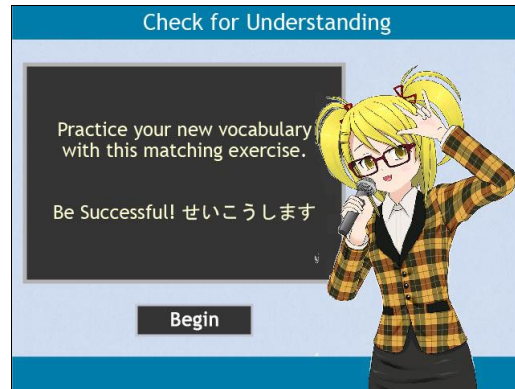 Check for Understanding
Practice your new vocabulary
with this matching exercise.
Be Successful! せいこうします
Begin